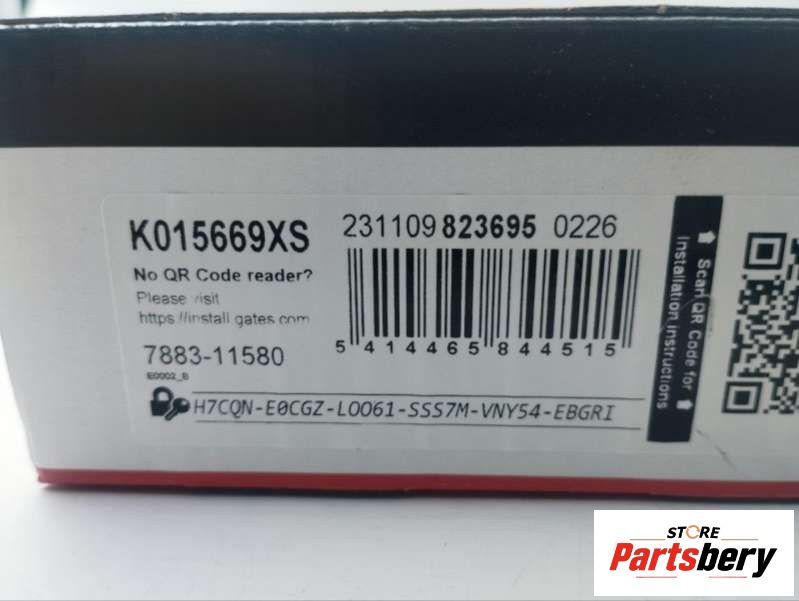 K015669XS
231109 823695 0226
No QR Code reader?
Please visit
https://install.gates.com
5 414465 844515
7883-11580
E0002_B
H7CQN-E0CGZ-LOO61-SSS7M-VNY54-EBGRI
Scan QR Code for
installation instructions
STORE
Partsbery